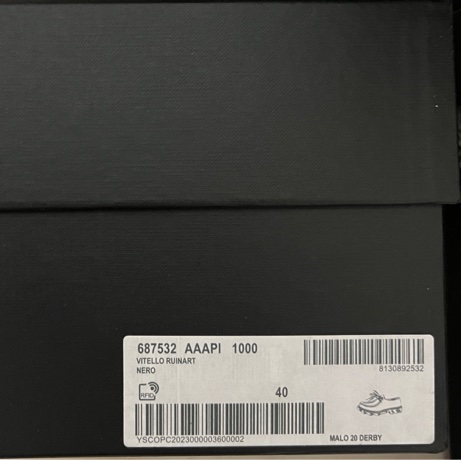 687532 AAAPI 1000
VITELLO RUINART
NERO
8130892532
RFID
40
YSCOPC2023000003600002
MALO 20 DERBY